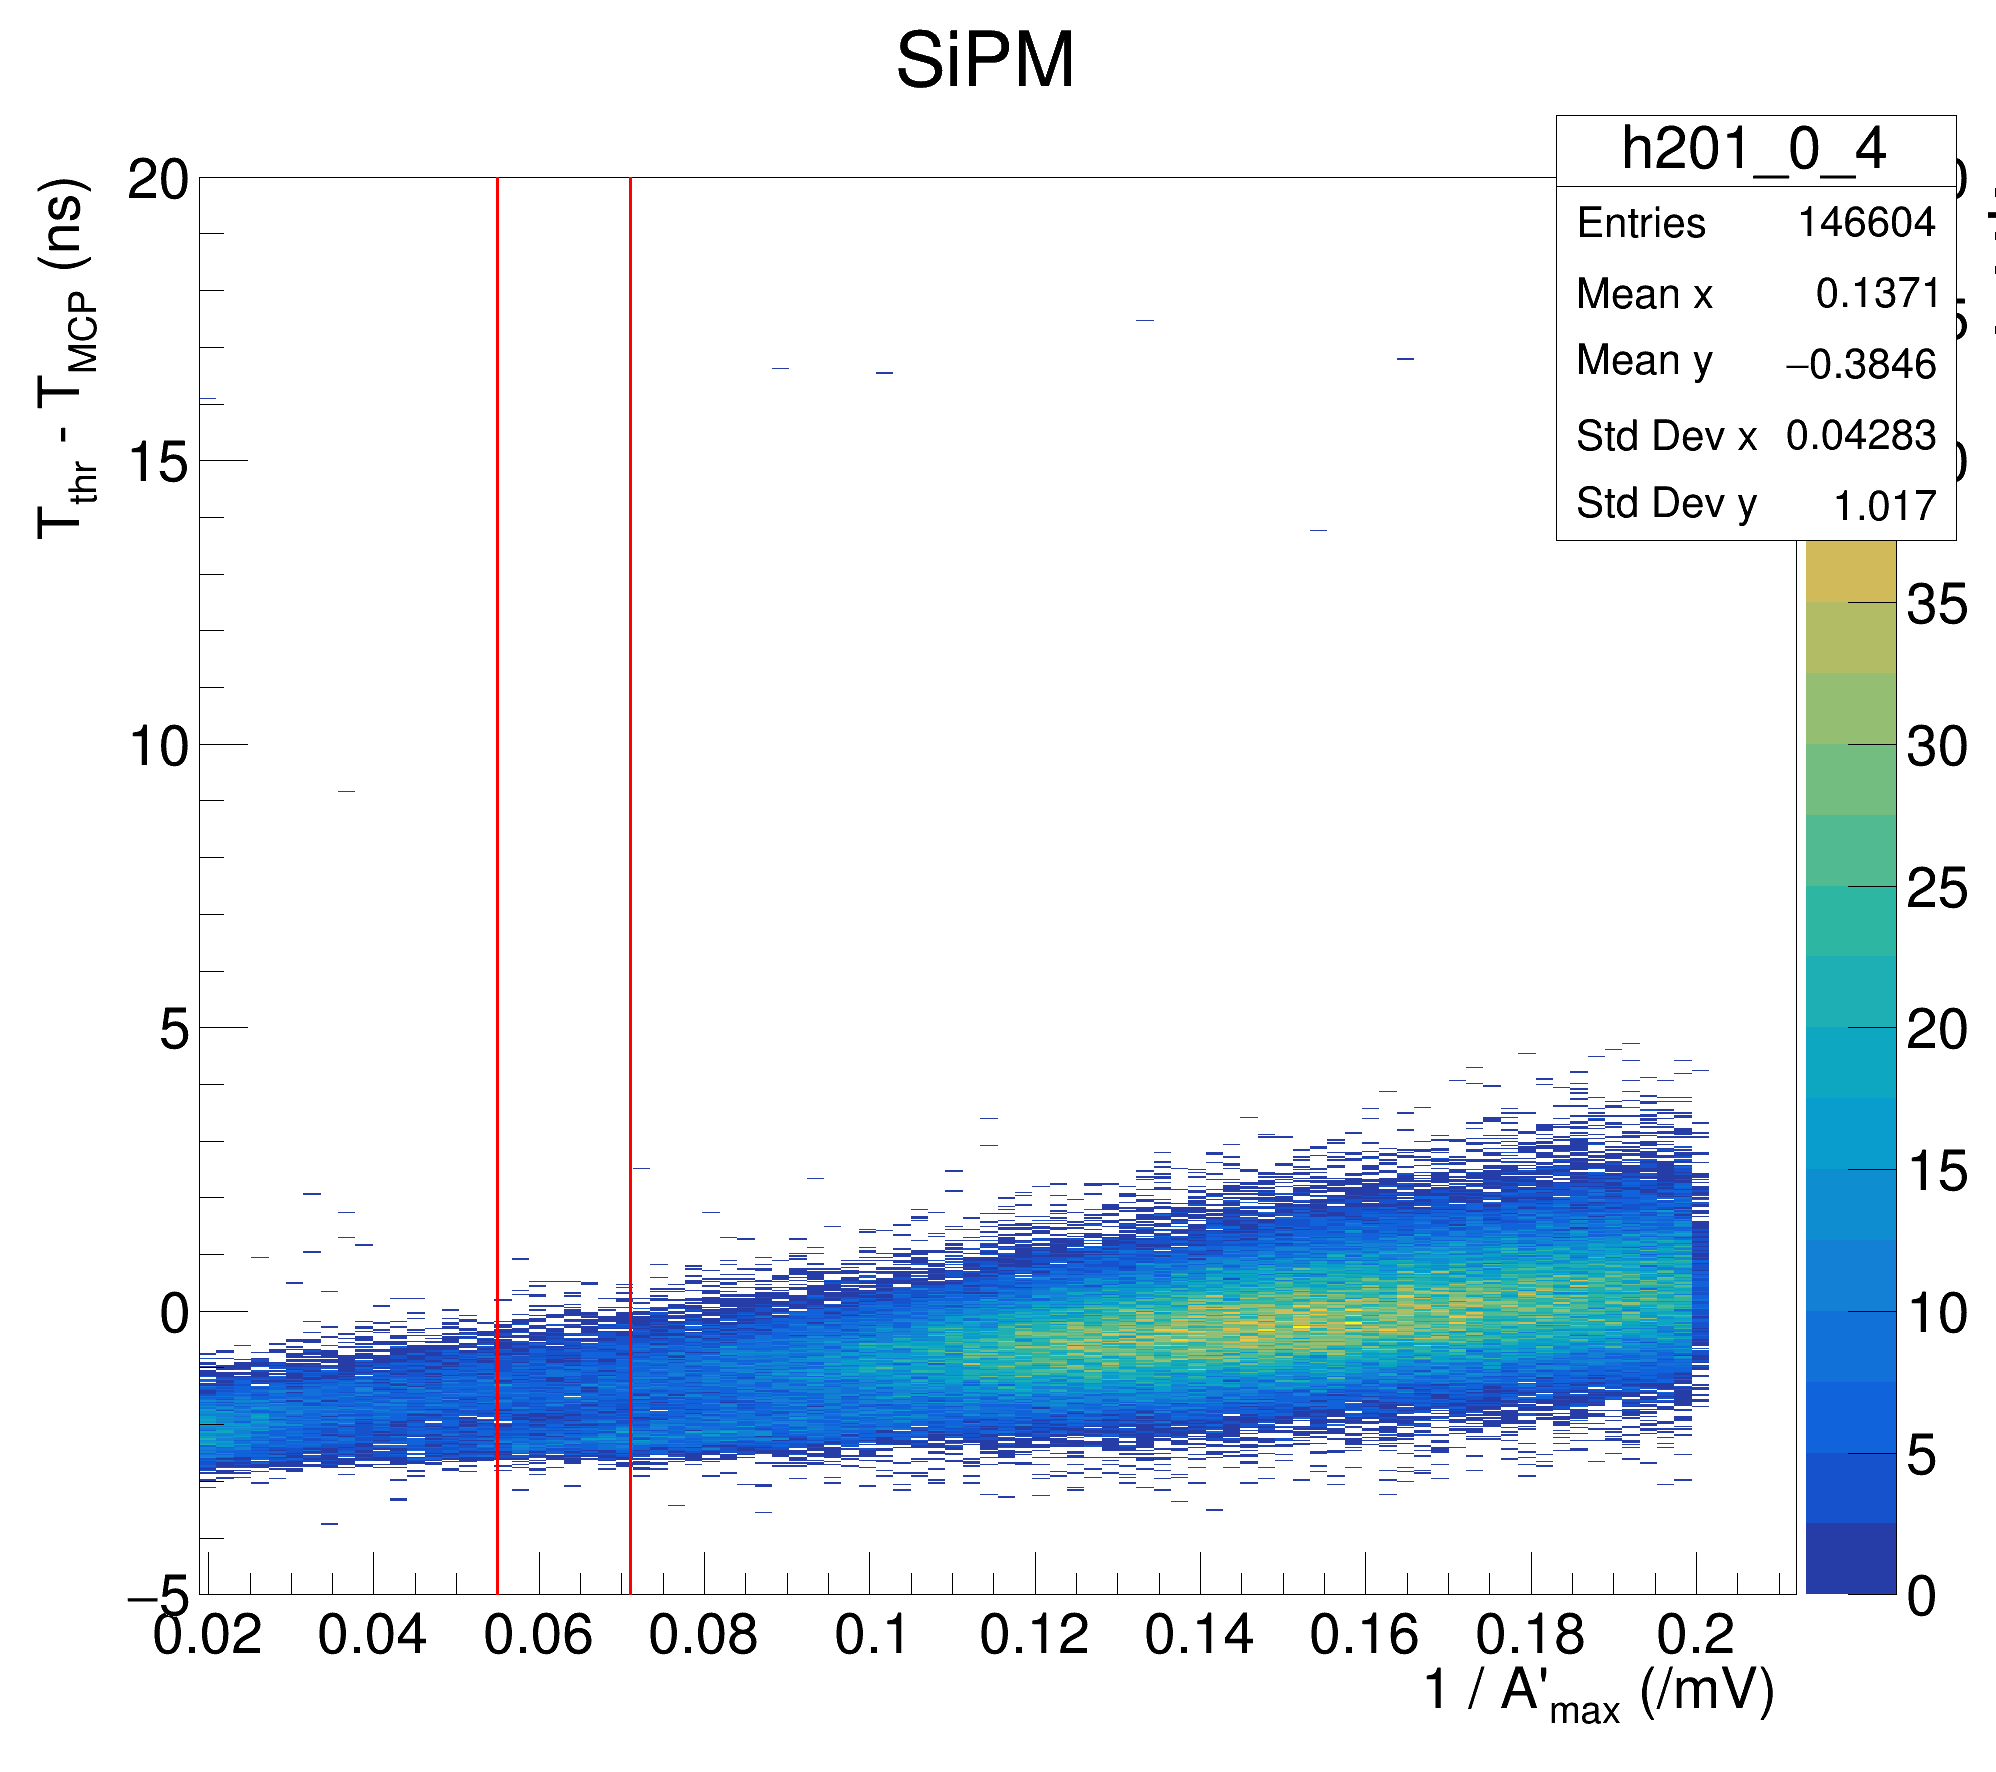 SiPM
h201_0_4
Entries 146604
Mean x 0.1371
Mean y −0.3846
Std Dev x 0.04283
Std Dev y 1.017
T_thr - T_MCP (ns)
20
15
10
5
0
−5
0.02 0.04 0.06 0.08 0.1 0.12 0.14 0.16 0.18 0.2
1 / A'_max (/mV)
35
30
25
20
15
10
5
0